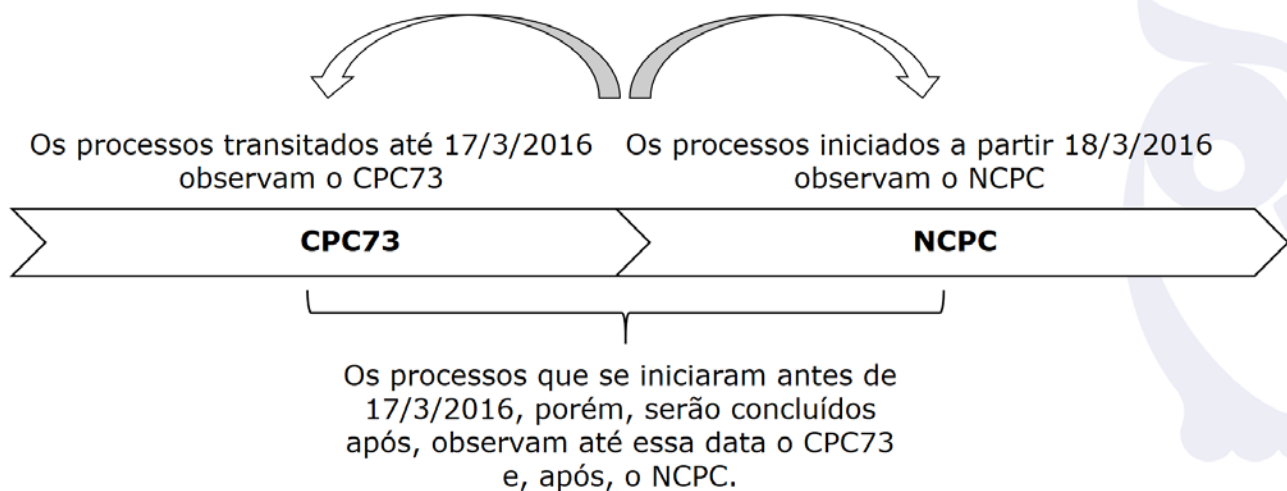 Os processos transitados até 17/3/2016
observam o CPC73
Os processos iniciados a partir 18/3/2016
observam o NCPC
CPC73
NCPC
Os processos que se iniciaram antes de
17/3/2016, porém, serão concluídos
após, observam até essa data o CPC73
e, após, o NCPC.